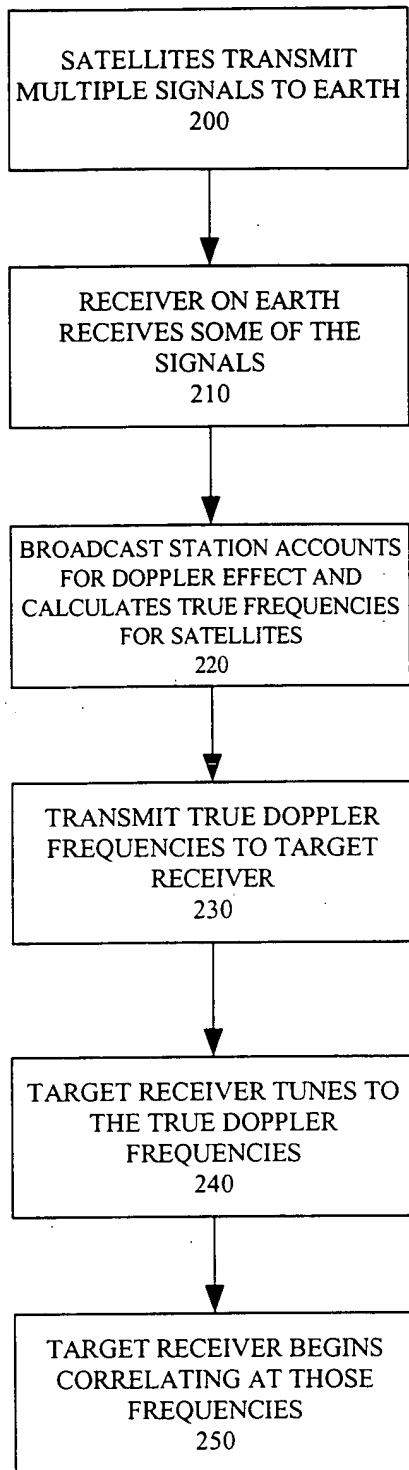 SATELLITES TRANSMIT
MULTIPLE SIGNALS TO EARTH
200
RECEIVER ON EARTH
RECEIVES SOME OF THE
SIGNALS
210
BROADCAST STATION ACCOUNTS
FOR DOPPLER EFFECT AND
CALCULATES TRUE FREQUENCIES
FOR SATELLITES
220
TRANSMIT TRUE DOPPLER
FREQUENCIES TO TARGET
RECEIVER
230
TARGET RECEIVER TUNES TO
THE TRUE DOPPLER
FREQUENCIES
240
TARGET RECEIVER BEGINS
CORRELATING AT THOSE
FREQUENCIES
250